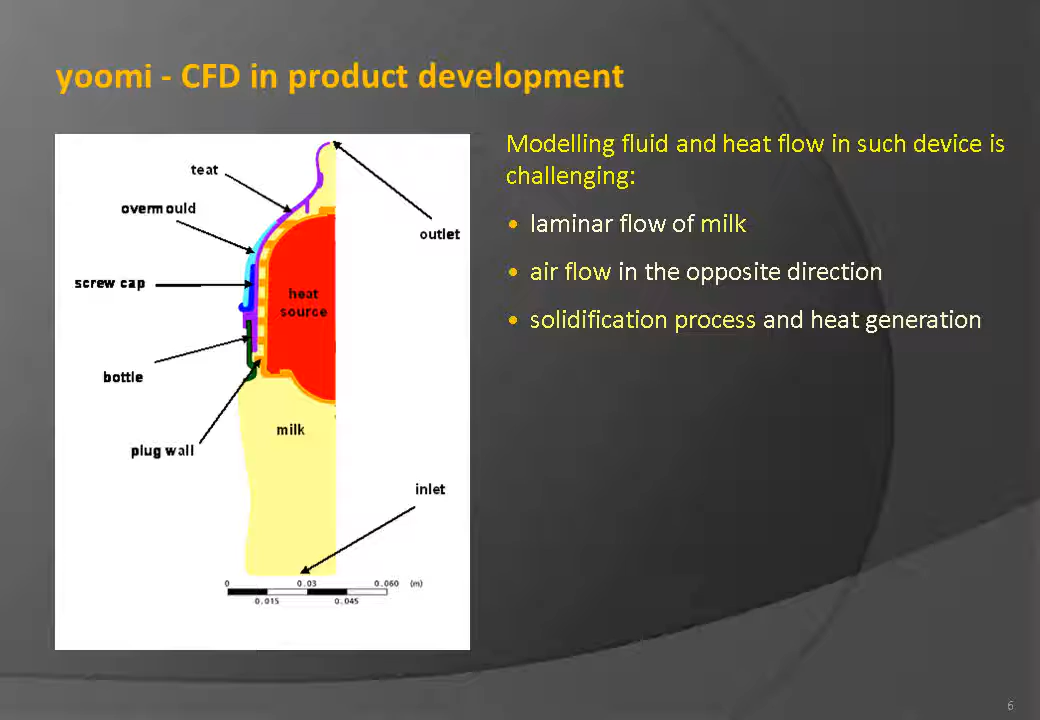 yoomi - CFD in product development
Modelling fluid and heat flow in such device is
challenging:
• laminar flow of milk
• air flow in the opposite direction
• solidification process and heat generation
teat
overmould
outlet
screw cap
heat
source
bottle
milk
plug wall
inlet
0 0.03 0.060 (m)
0.015 0.045
6